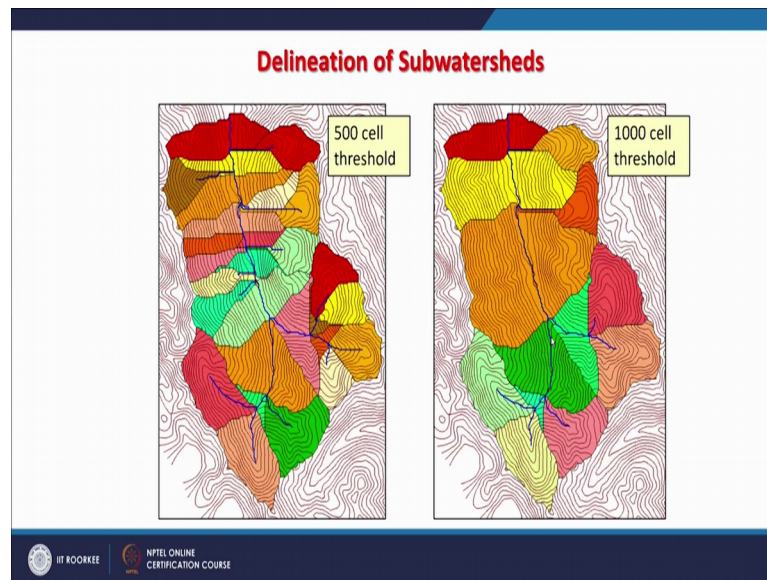 Delineation of Subwatersheds
500 cell
threshold
1000 cell
threshold
IIT ROORKEE
NPTEL ONLINE
CERTIFICATION COURSE